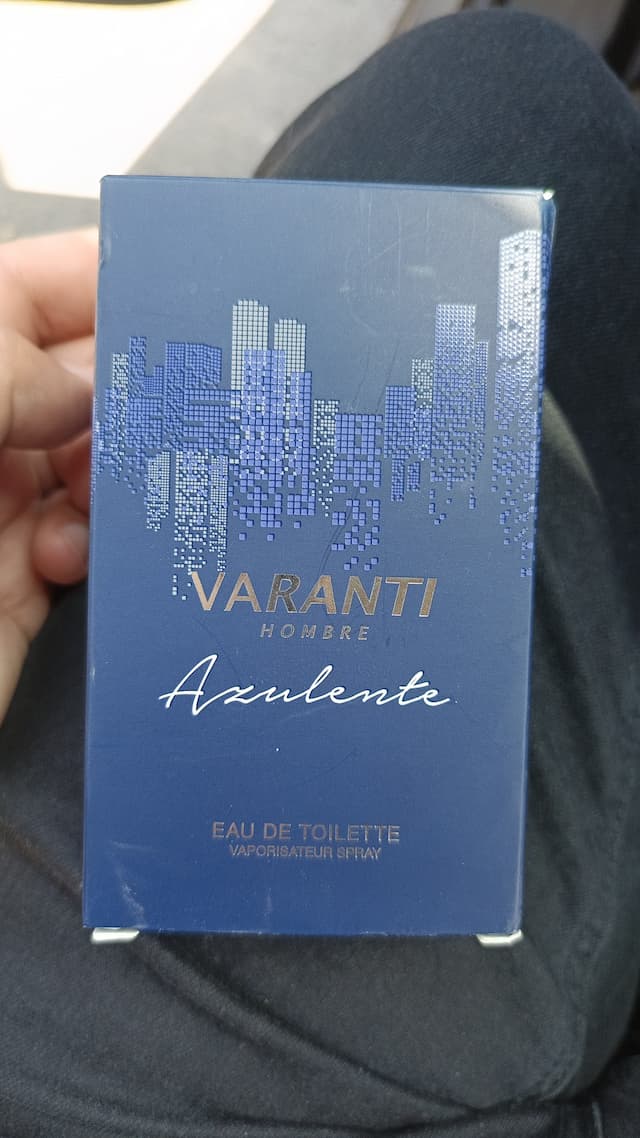 VARANTI
HOMBRE
Azulente
EAU DE TOILETTE
VAPORISATEUR SPRAY